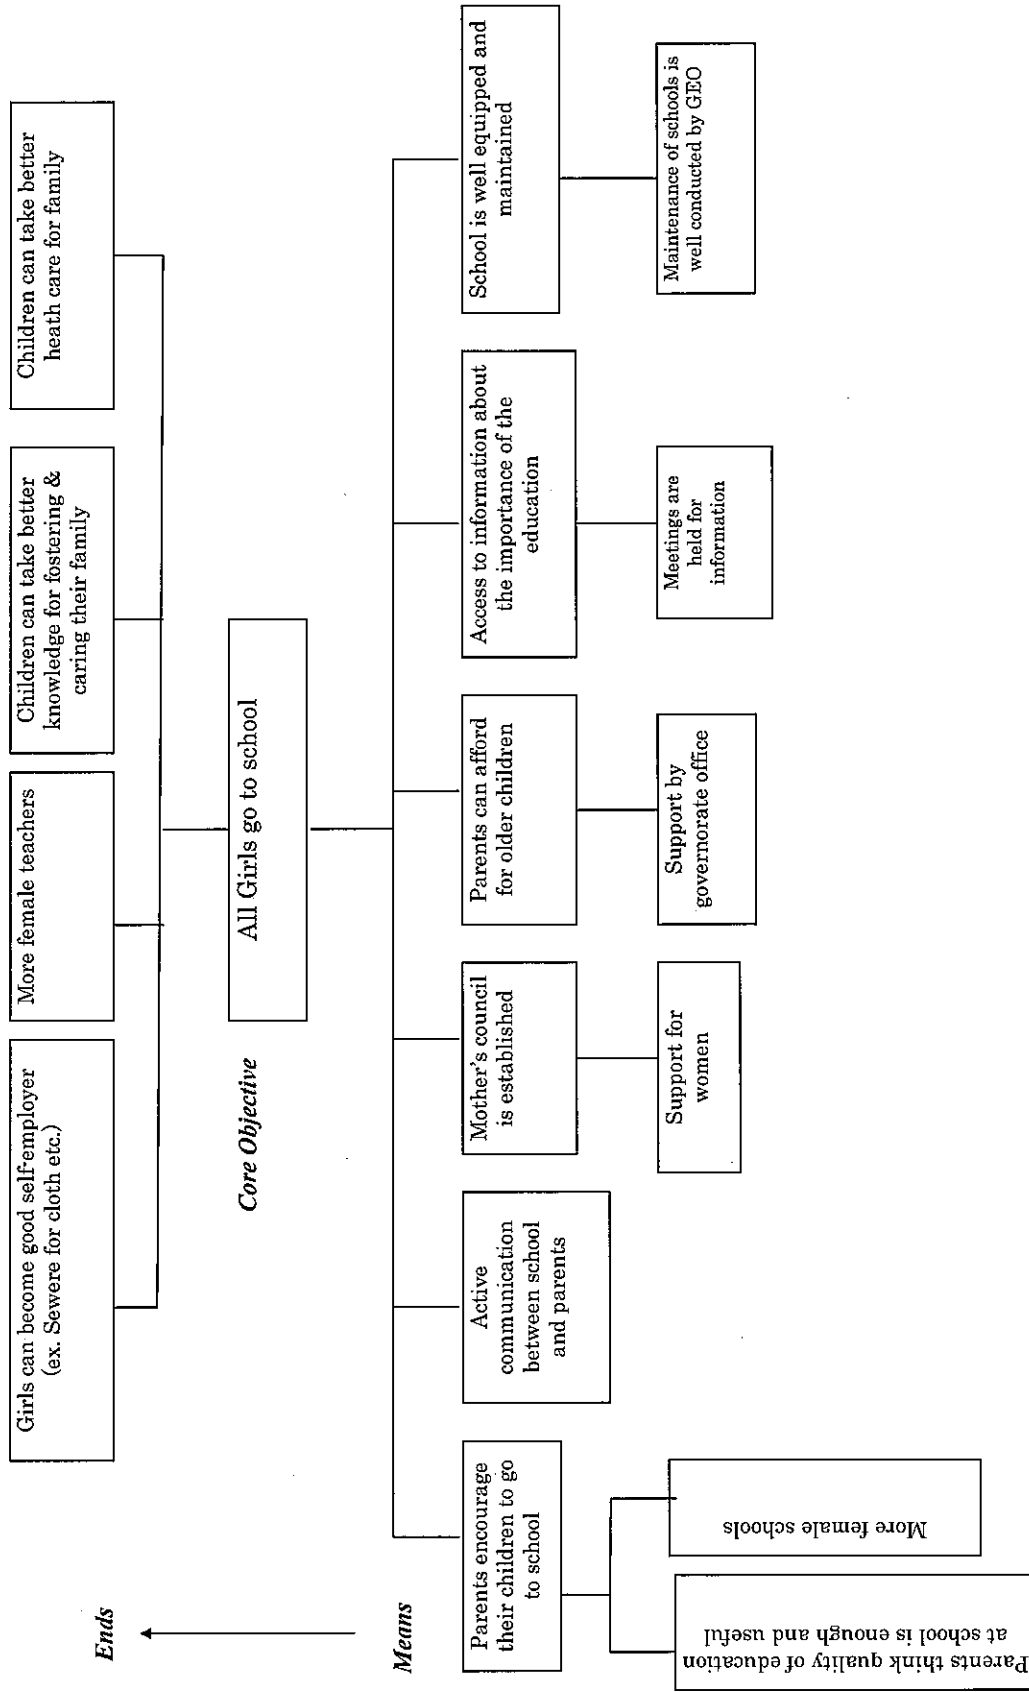 Ends
Girls can become good self-employer
(ex. Sewere for cloth etc.)
More female teachers
Children can take better
knowledge for fostering &
caring their family
Children can take better
heath care for family
Core Objective
All Girls go to school
Means
Parents encourage
their children to go
to school
Active
communication
between school
and parents
Mother's council
is established
Parents can afford
for older children
Access to information about
the importance of the
education
School is well equipped and
maintained
Parents think quality of education
at school is enough and useful
More female schools
Support for
women
Support by
governorate office
Meetings are
held for
information
Maintenance of schools is
well conducted by GEO